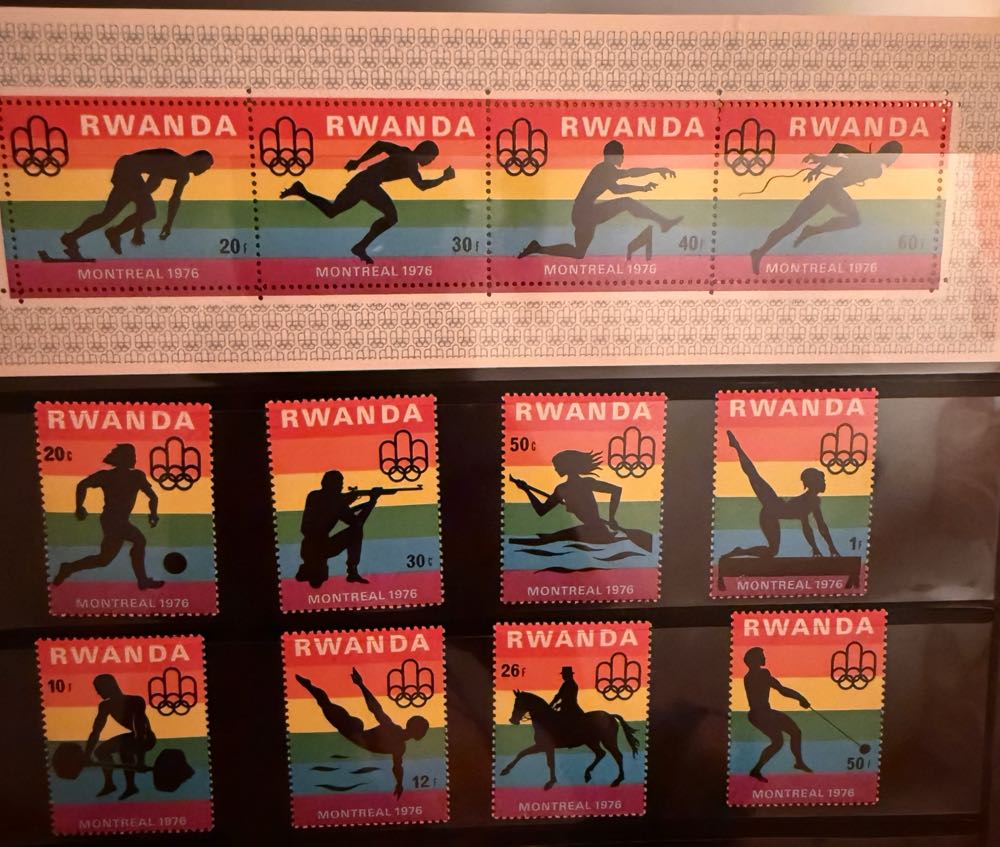 RWANDA
20F
MONTREAL 1976
RWANDA
30F
MONTREAL 1976
RWANDA
40F
MONTREAL 1976
RWANDA
60F
MONTREAL 1976
RWANDA
20c
MONTREAL 1976
RWANDA
30c
MONTREAL 1976
RWANDA
50c
MONTREAL 1976
RWANDA
1F
MONTREAL 1976
RWANDA
10F
MONTREAL 1976
RWANDA
12F
MONTREAL 1976
RWANDA
26F
MONTREAL 1976
RWANDA
50F
MONTREAL 1976